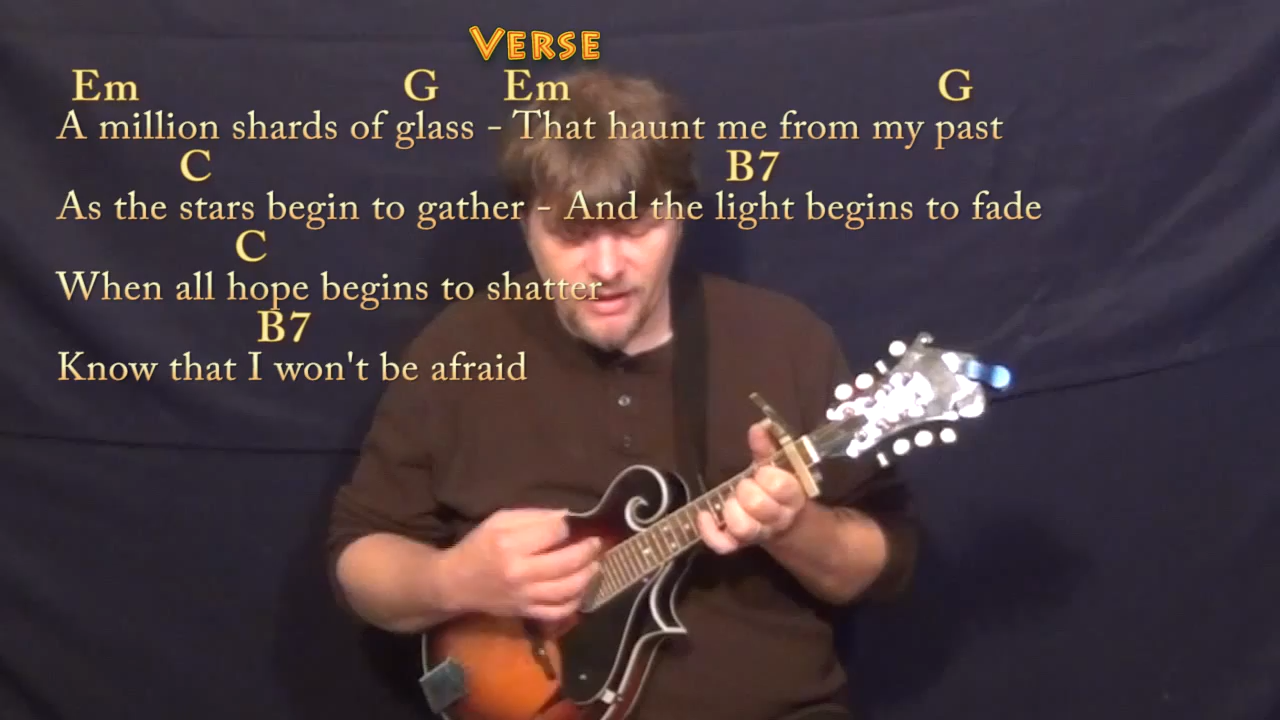 VERSE
Em G Em G
A million shards of glass - That haunt me from my past
C B7
As the stars begin to gather - And the light begins to fade
C
When all hope begins to shatter
B7
Know that I won't be afraid